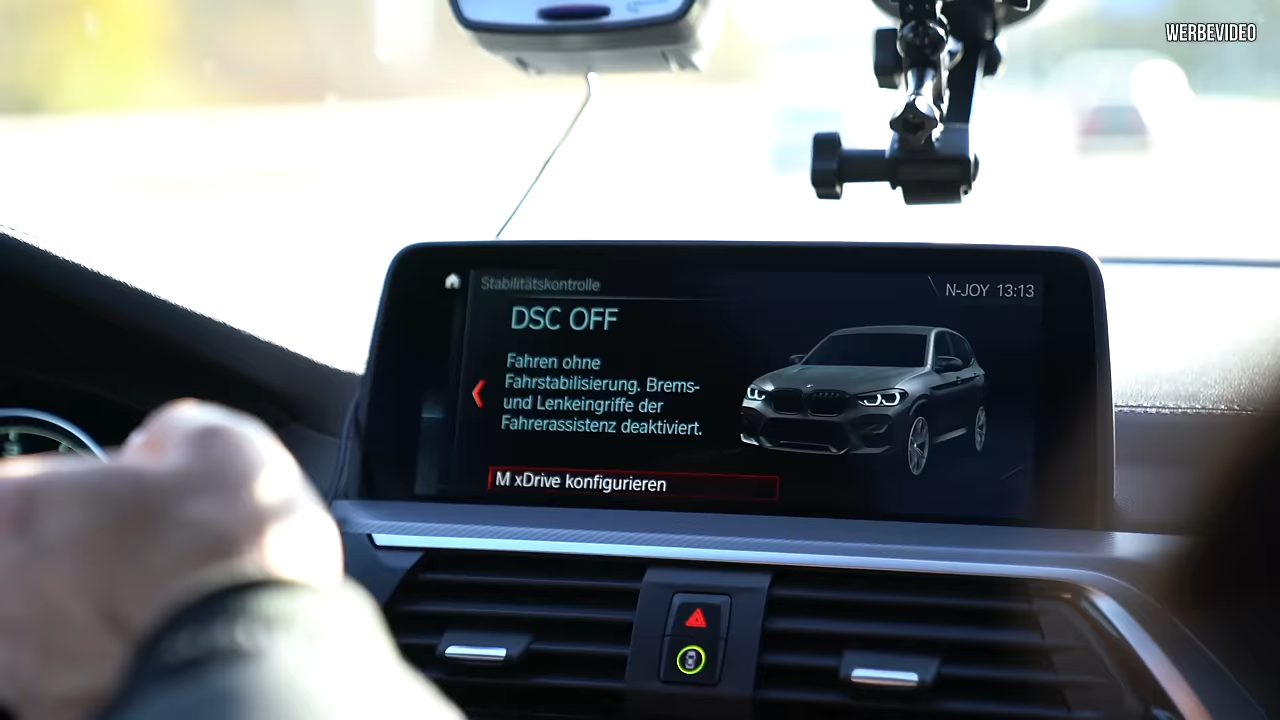 WERBEVIDEO
Stabilitätskontrolle
N-JOY 13:13
DSC OFF
Fahren ohne
Fahrstabilisierung. Brems-
und Lenkeingriffe der
Fahrerassistenz deaktiviert.
M xDrive konfigurieren